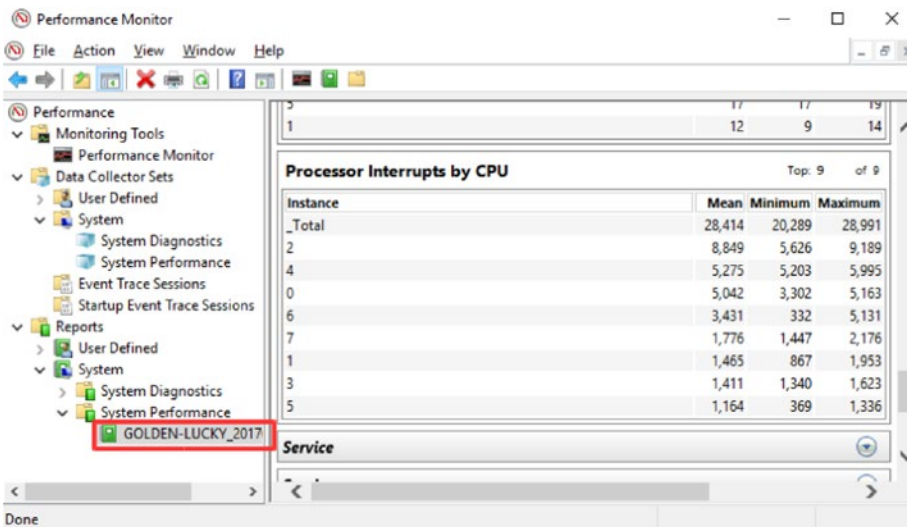 Performance Monitor
File Action View Window Help
Performance
Monitoring Tools
Performance Monitor
Data Collector Sets
User Defined
System
System Diagnostics
System Performance
Event Trace Sessions
Startup Event Trace Sessions
Reports
User Defined
System
System Diagnostics
System Performance
GOLDEN-LUCKY_2017
17 17 19
1 12 9 14
Processor Interrupts by CPU Top: 9 of 9
Instance Mean Minimum Maximum
_Total 28,414 20,289 28,991
2 8,849 5,626 9,189
4 5,275 5,203 5,995
0 5,042 3,302 5,163
6 3,431 332 5,131
7 1,776 1,447 2,176
1 1,465 867 1,953
3 1,411 1,340 1,623
5 1,164 369 1,336
Service
Done